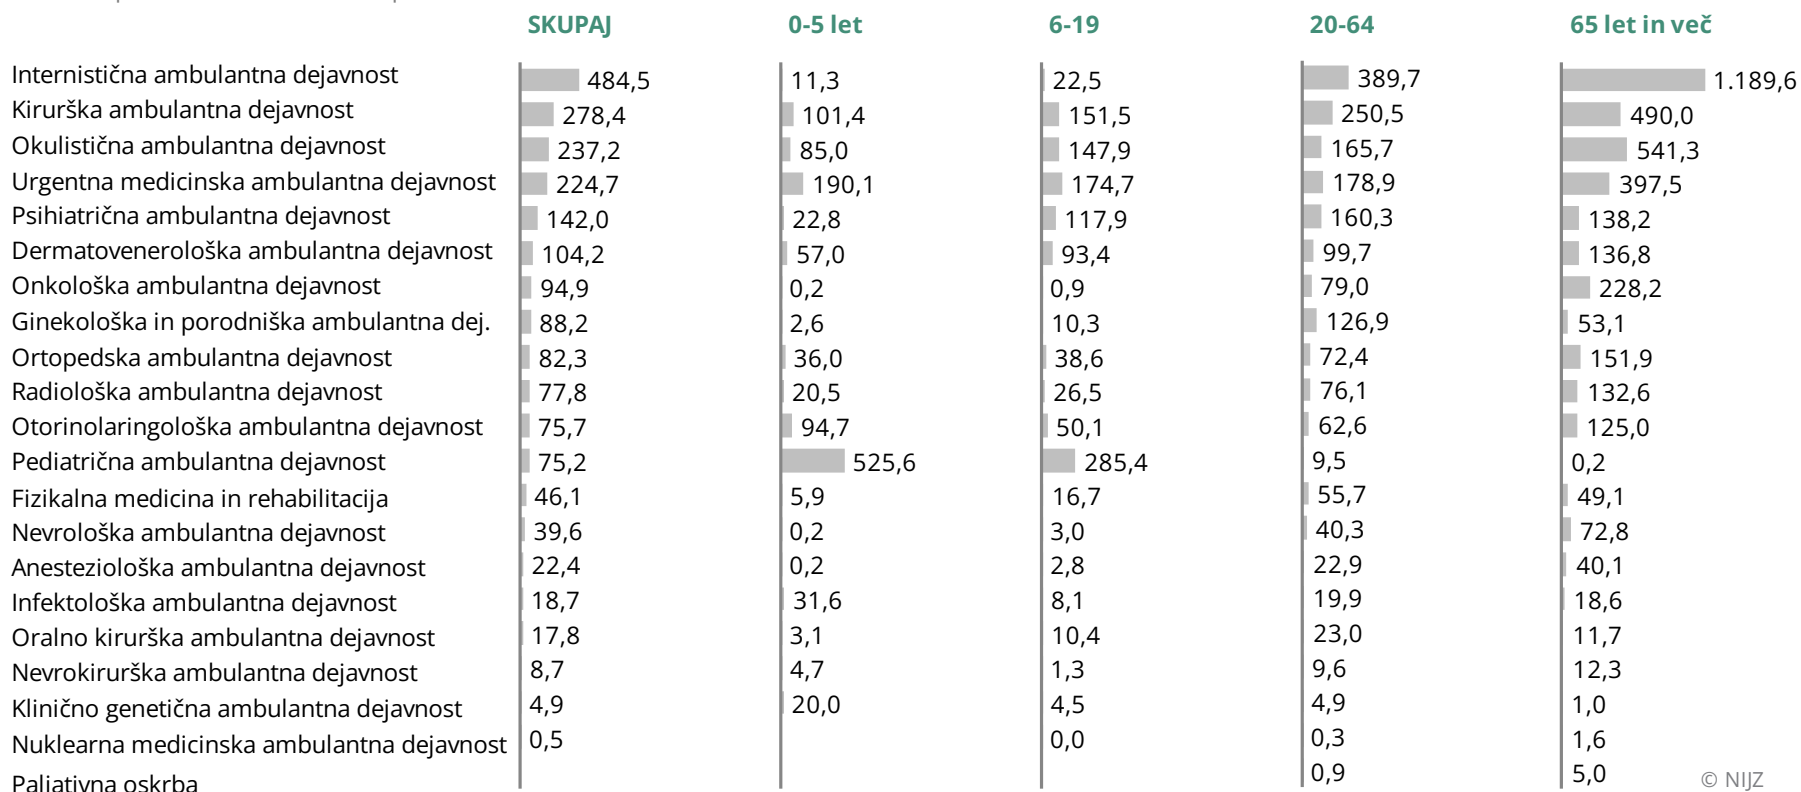 SKUPAJ 0-5 let 6-19 20-64 65 let in več
Internistična ambulantna dejavnost 484,5 11,3 22,5 389,7 1.189,6
Kirurška ambulantna dejavnost 278,4 101,4 151,5 250,5 490,0
Okulistična ambulantna dejavnost 237,2 85,0 147,9 165,7 541,3
Urgentna medicinska ambulantna dejavnost 224,7 190,1 174,7 178,9 397,5
Psihiatrična ambulantna dejavnost 142,0 22,8 117,9 160,3 138,2
Dermatovenerološka ambulantna dejavnost 104,2 57,0 93,4 99,7 136,8
Onkološka ambulantna dejavnost 94,9 0,2 0,9 79,0 228,2
Ginekološka in porodniška ambulantna dej. 88,2 2,6 10,3 126,9 53,1
Ortopedska ambulantna dejavnost 82,3 36,0 38,6 72,4 151,9
Radiološka ambulantna dejavnost 77,8 20,5 26,5 76,1 132,6
Otorinolaringološka ambulantna dejavnost 75,7 94,7 50,1 62,6 125,0
Pediatrična ambulantna dejavnost 75,2 525,6 285,4 9,5 0,2
Fizikalna medicina in rehabilitacija 46,1 5,9 16,7 55,7 49,1
Nevrološka ambulantna dejavnost 39,6 0,2 3,0 40,3 72,8
Anesteziološka ambulantna dejavnost 22,4 0,2 2,8 22,9 40,1
Infektološka ambulantna dejavnost 18,7 31,6 8,1 19,9 18,6
Oralno kirurška ambulantna dejavnost 17,8 3,1 10,4 23,0 11,7
Nevrokirurška ambulantna dejavnost 8,7 4,7 1,3 9,6 12,3
Klinično genetična ambulantna dejavnost 4,9 20,0 4,5 4,9 1,0
Nuklearna medicinska ambulantna dejavnost 0,5 0,0 0,3 1,6
Paliativna oskrba 0,9 5,0
© NIJZ